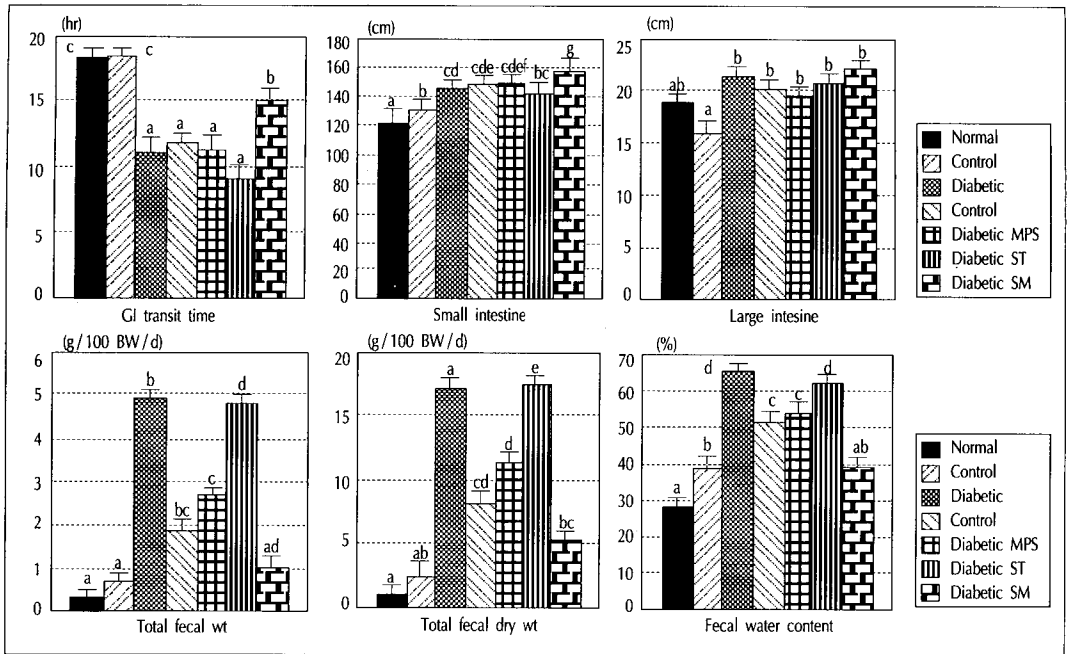 (hr)
20
15
10
5
0
c
c
a
a
a
a
b
GI transit time
(cm)
160
180
140
120
100
80
60
40
20
0
a
b
cd
cde
cdef
bc
g
Small intestine
(cm)
25
20
15
10
5
0
ab
a
b
b
b
b
b
Large intesine
Normal
Control
Diabetic
Control
Diabetic MPS
Diabetic ST
Diabetic SM
(g/100 BW/d)
6
5
4
3
2
1
0
a
a
b
bc
c
d
ad
Total fecal wt
(g/100 BW/d)
20
15
10
5
0
a
ab
a
cd
d
e
bc
Total fecal dry wt
(%)
70
60
50
40
30
20
10
0
a
b
d
c
c
d
ab
Fecal water content
Normal
Control
Diabetic
Control
Diabetic MPS
Diabetic ST
Diabetic SM